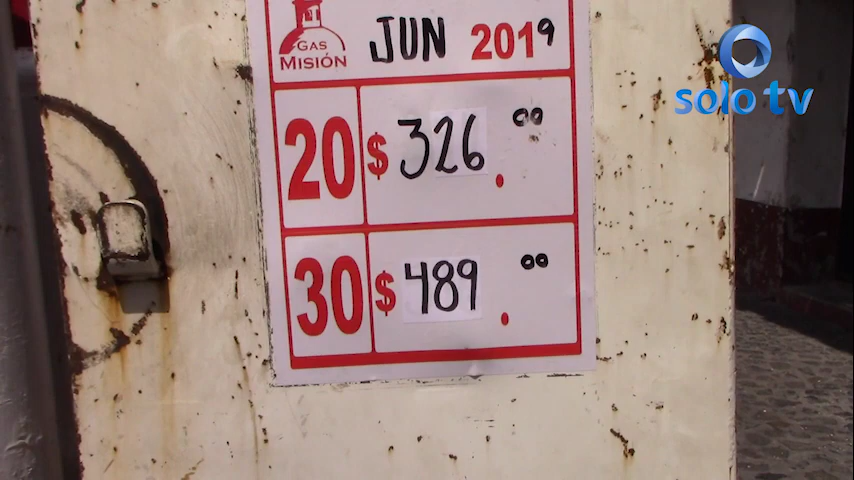 GAS
MISIÓN
JUN 2019
20 $ 326.00
30 $ 489.00
solo tv